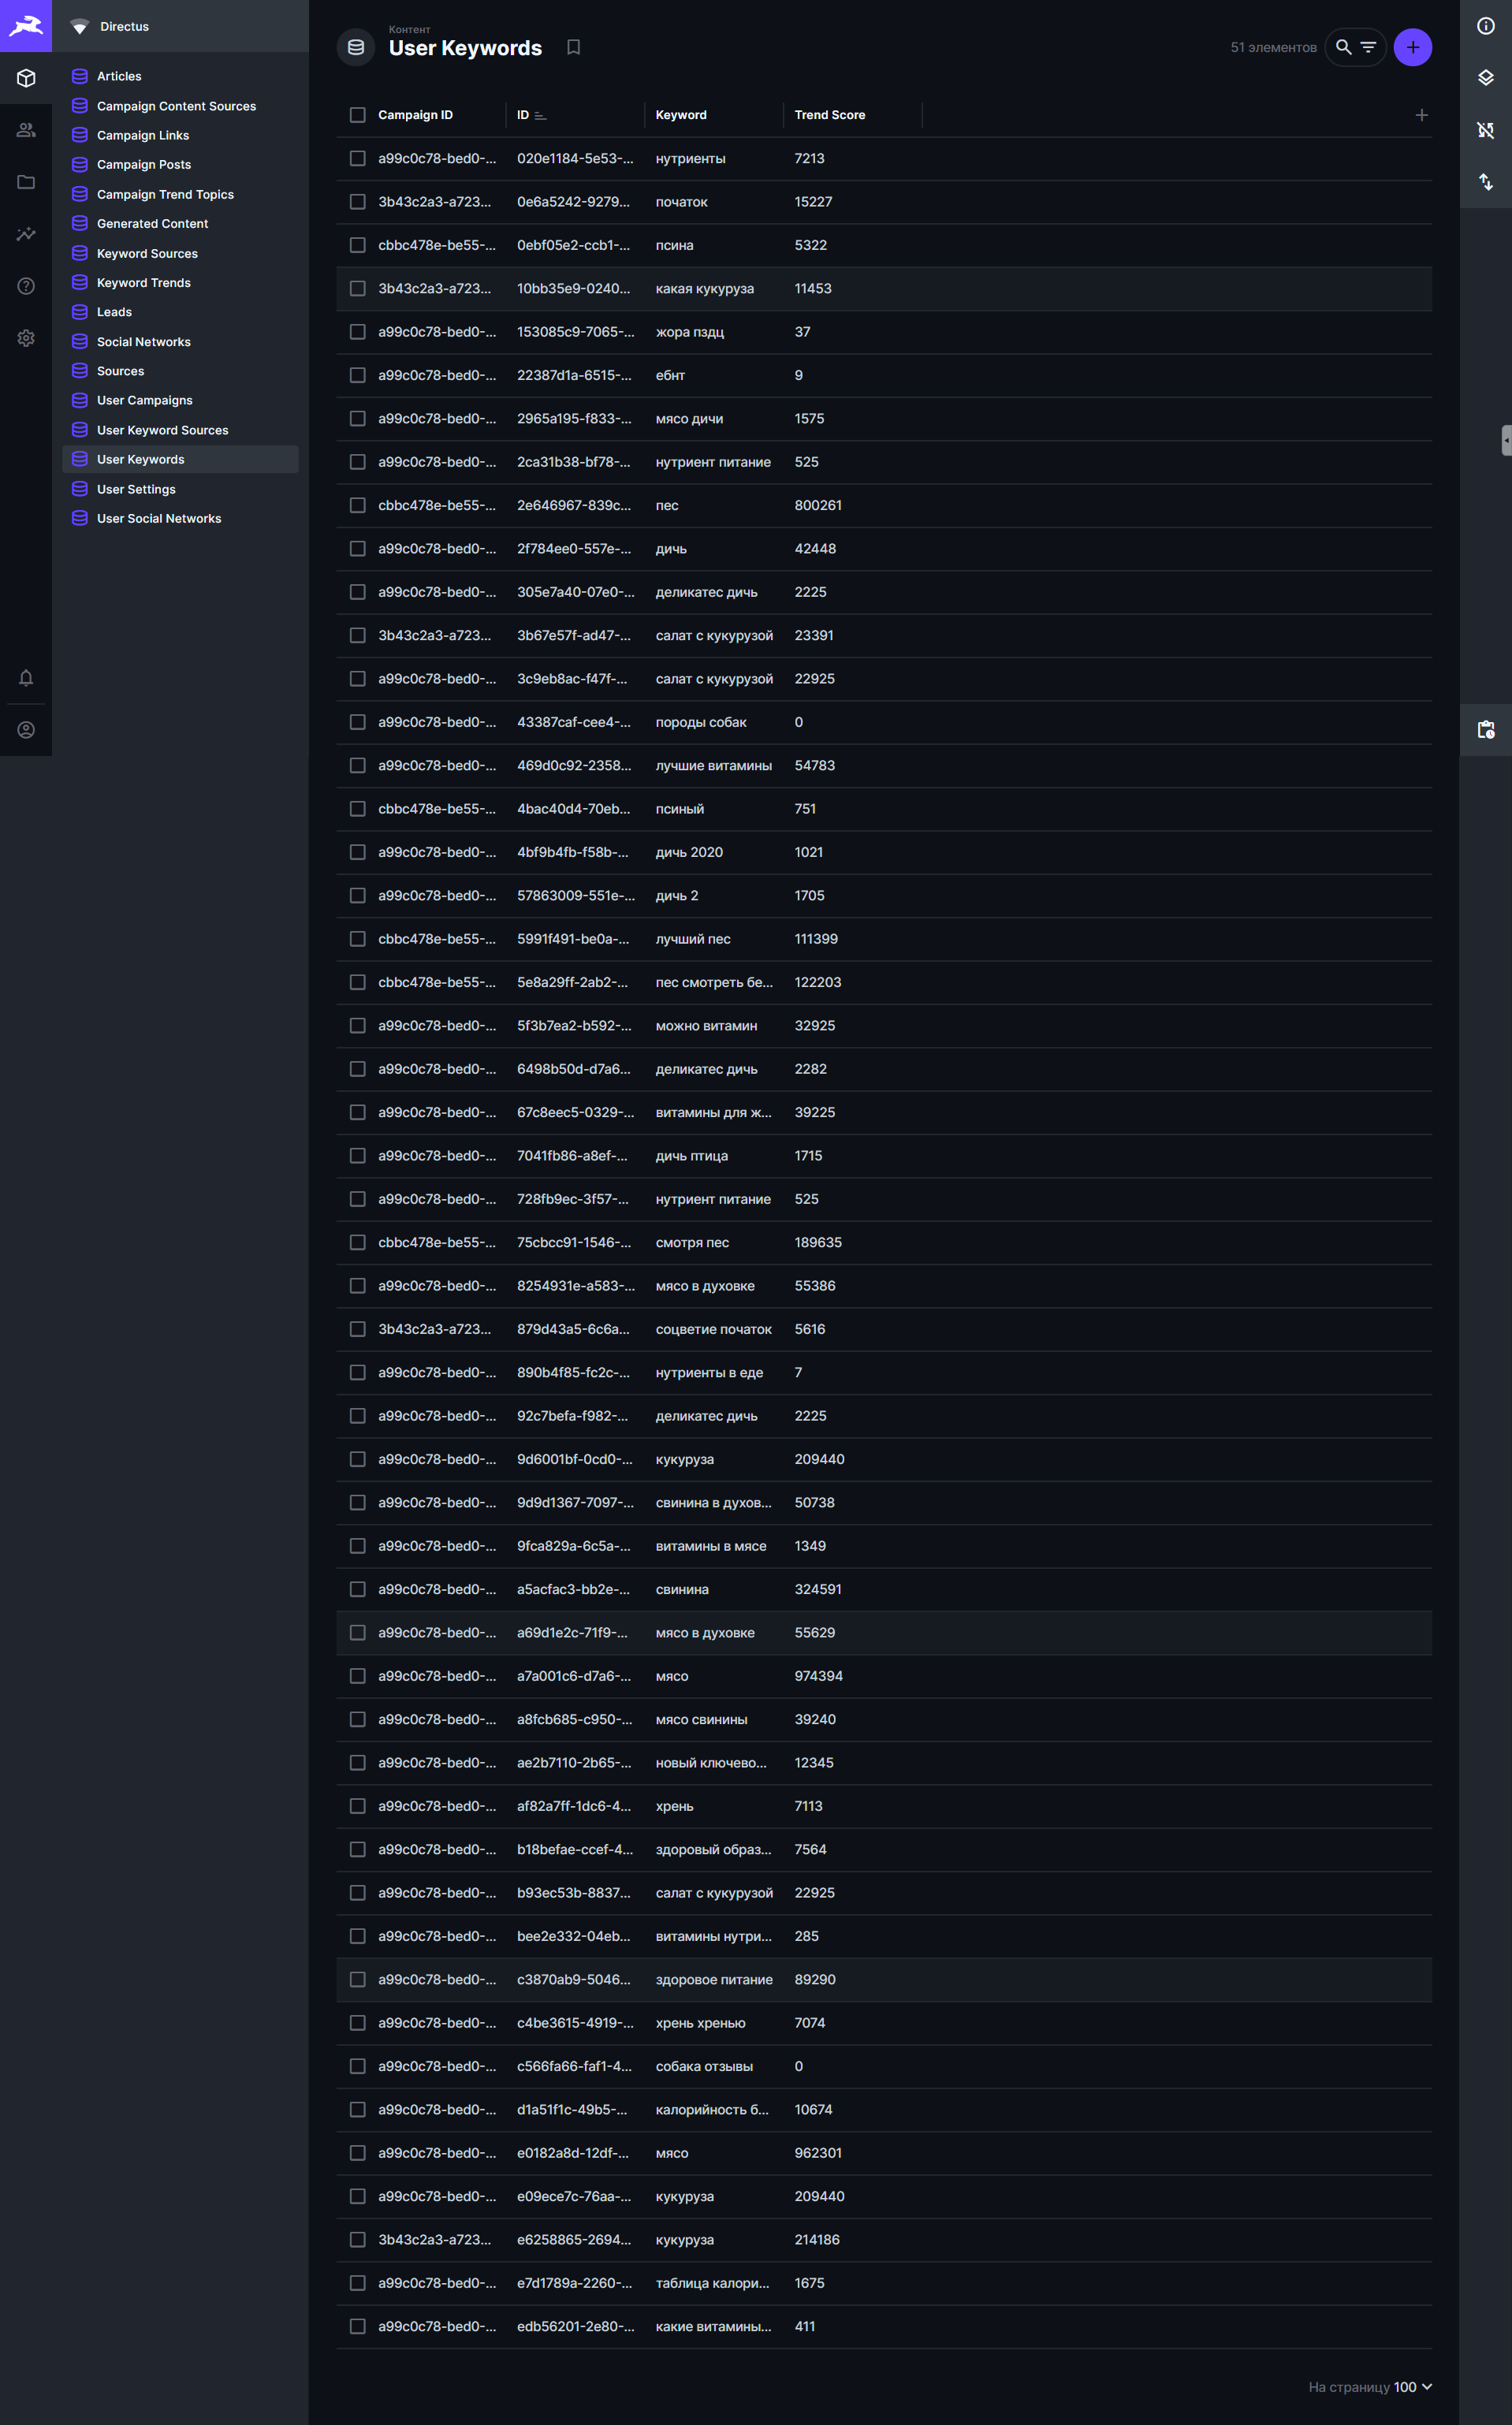 Directus
Articles
Campaign Content Sources
Campaign Links
Campaign Posts
Campaign Trend Topics
Generated Content
Keyword Sources
Keyword Trends
Leads
Social Networks
Sources
User Campaigns
User Keyword Sources
User Keywords
User Settings
User Social Networks
Контент
User Keywords
51 элементов
Campaign ID ID Keyword Trend Score
a99c0c78-bed0-... 020e1184-5e53-... нутриенты 7213
3b43c2a3-a723... 0e6a5242-9279... початок 15227
cbbc478e-be55-... 0ebf05e2-ccb1-... псина 5322
3b43c2a3-a723... 10bb35e9-0240... какая кукуруза 11453
a99c0c78-bed0-... 153085c9-7065-... жора пздц 37
a99c0c78-bed0-... 22387d1a-6515-... ебнт 9
a99c0c78-bed0-... 2965a195-f833-... мясо дичи 1575
a99c0c78-bed0-... 2ca31b38-bf78-... нутриент питание 525
cbbc478e-be55-... 2e646967-839c... пес 800261
a99c0c78-bed0-... 2f784ee0-557e-... дичь 42448
a99c0c78-bed0-... 305e7a40-07e0-... деликатес дичь 2225
3b43c2a3-a723... 3b67e57f-ad47-... салат с кукурузой 23391
a99c0c78-bed0-... 3c9eb8ac-f47f-... салат с кукурузой 22925
a99c0c78-bed0-... 43387caf-cee4-... породы собак 0
a99c0c78-bed0-... 469d0c92-2358... лучшие витамины 54783
cbbc478e-be55-... 4bac40d4-70eb... псиный 751
a99c0c78-bed0-... 4bf9b4fb-f58b-... дичь 2020 1021
a99c0c78-bed0-... 57863009-551e-... дичь 2 1705
cbbc478e-be55-... 5991f491-be0a-... лучший пес 111399
cbbc478e-be55-... 5e8a29ff-2ab2-... пес смотреть бе... 122203
a99c0c78-bed0-... 5f3b7ea2-b592-... можно витамин 32925
a99c0c78-bed0-... 6498b50d-d7a6... деликатес дичь 2282
a99c0c78-bed0-... 67c8eec5-0329-... витамины для ж... 39225
a99c0c78-bed0-... 7041fb86-a8ef-... дичь птица 1715
a99c0c78-bed0-... 728fb9ec-3f57-... нутриент питание 525
cbbc478e-be55-... 75cbcc91-1546-... смотря пес 189635
a99c0c78-bed0-... 8254931e-a583-... мясо в духовке 55386
3b43c2a3-a723... 879d43a5-6c6a... соцветие початок 5616
a99c0c78-bed0-... 890b4f85-fc2c-... нутриенты в еде 7
a99c0c78-bed0-... 92c7befa-f982-... деликатес дичь 2225
a99c0c78-bed0-... 9d6001bf-0cd0-... кукуруза 209440
a99c0c78-bed0-... 9d9d1367-7097-... свинина в духов... 50738
a99c0c78-bed0-... 9fca829a-6c5a-... витамины в мясе 1349
a99c0c78-bed0-... a5acfac3-bb2e-... свинина 324591
a99c0c78-bed0-... a69d1e2c-71f9-... мясо в духовке 55629
a99c0c78-bed0-... a7a001c6-d7a6-... мясо 974394
a99c0c78-bed0-... a8fcb685-c950-... мясо свинины 39240
a99c0c78-bed0-... ae2b7110-2b65-... новый ключево... 12345
a99c0c78-bed0-... af82a7ff-1dc6-4... хрень 7113
a99c0c78-bed0-... b18befae-ccef-4... здоровый образ... 7564
a99c0c78-bed0-... b93ec53b-8837... салат с кукурузой 22925
a99c0c78-bed0-... bee2e332-04eb... витамины нутри... 285
a99c0c78-bed0-... c3870ab9-5046... здоровое питание 89290
a99c0c78-bed0-... c4be3615-4919-... хрень хренью 7074
a99c0c78-bed0-... c566fa66-faf1-4... собака отзывы 0
a99c0c78-bed0-... d1a51f1c-49b5-... калорийность б... 10674
a99c0c78-bed0-... e0182a8d-12df-... мясо 962301
a99c0c78-bed0-... e09ece7c-76aa-... кукуруза 209440
3b43c2a3-a723... e6258865-2694... кукуруза 214186
a99c0c78-bed0-... e7d1789a-2260-... таблица калори... 1675
a99c0c78-bed0-... edb56201-2e80-... какие витамины... 411
На страницу 100